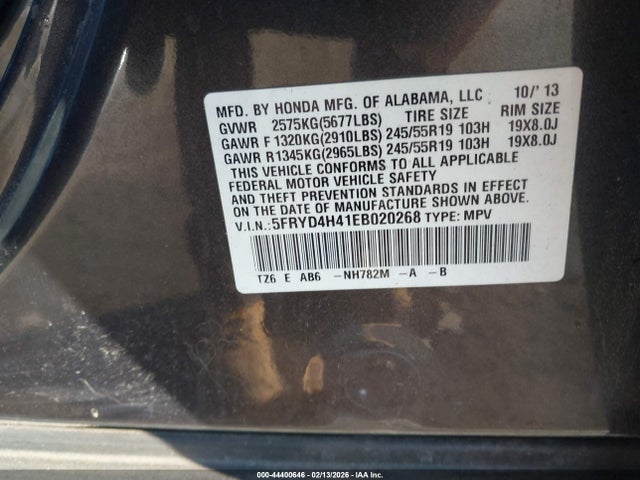 MFD. BY HONDA MFG. OF ALABAMA, LLC 10/'13
GVWR 2575KG(5677LBS) TIRE SIZE RIM SIZE
GAWR F1320KG(2910LBS) 245/55R19 103H 19X8.0J
GAWR R1345KG(2965LBS) 245/55R19 103H 19X8.0J
THIS VEHICLE CONFORMS TO ALL APPLICABLE
FEDERAL MOTOR VEHICLE SAFETY
AND THEFT PREVENTION STANDARDS IN EFFECT
ON THE DATE OF MANUFACTURE SHOWN ABOVE.
V.I.N.:5FRYD4H41EB020268 TYPE: MPV
TZ6 E AB6 -NH782M -A -B
000-44400646 - 02/13/2026 - IAA Inc.